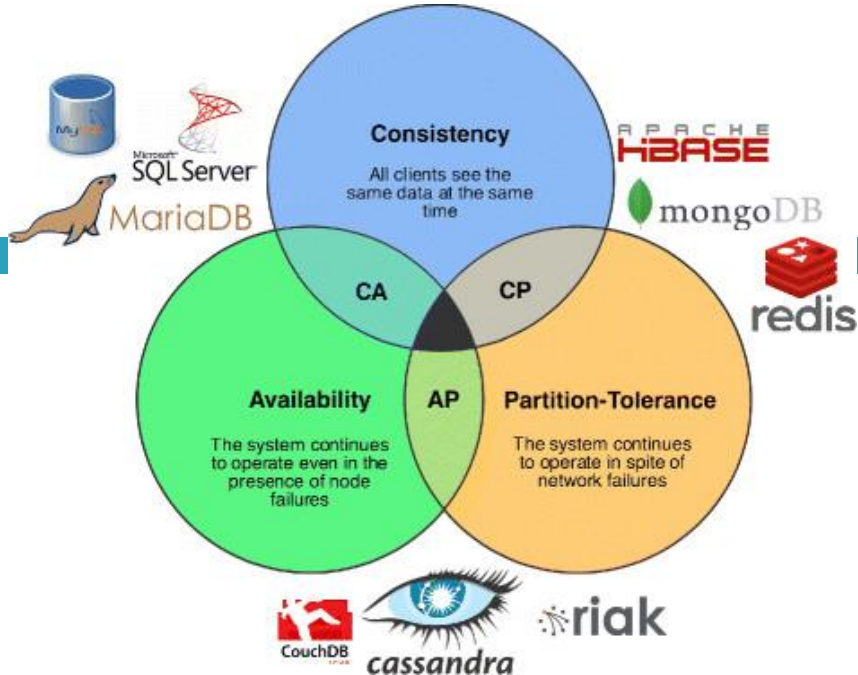 MySQL
Microsoft
SQL Server
MariaDB
Consistency
All clients see the
same data at the same
time
APACHE
HBASE
mongoDB
redis
CA
CP
Availability
The system continues
to operate even in the
presence of node
failures
AP
Partition-Tolerance
The system continues
to operate in spite of
network failures
CouchDB
cassandra
riak